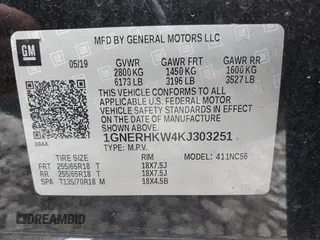 GM
MFD BY GENERAL MOTORS LLC
05/19 GVWR GAWR FRT GAWR RR
2800 KG 1450 KG 1600 KG
6173 LB 3196 LB 3527 LB
THIS VEHICLE CONFORMS TO ALL
APPLICABLE U.S. FEDERAL MOTOR
VEHICLE SAFETY STANDARDS IN EFFECT
ON THE DATE OF MANUFACTURE SHOWN ABOVE.
1GNERHKW4KJ303251
TYPE: M.P.V. MODEL: 411NC56
384A
TIRE SIZE RIM
FRT 255/65R18 T 18X7.5J
RR 255/65R18 T 18X7.5J
SPA T135/70R18 M 18X4.5B
DREAMBID